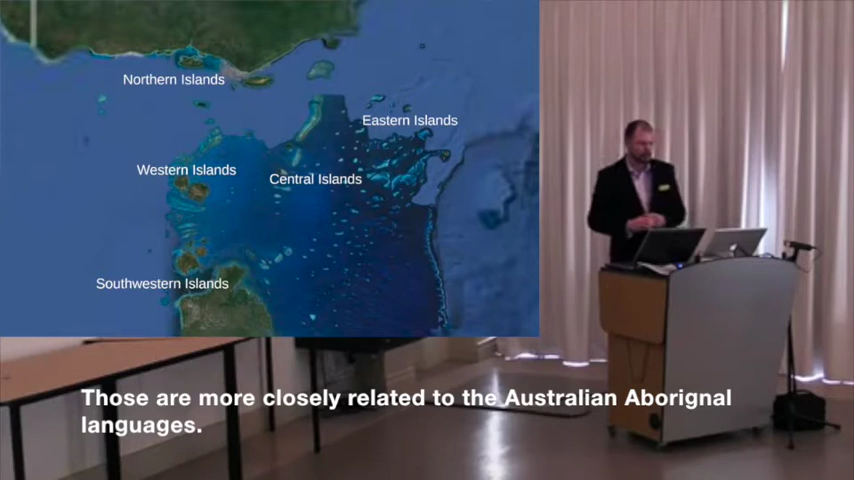 Northern Islands
Eastern Islands
Western Islands
Central Islands
Southwestern Islands
Those are more closely related to the Australian Aborignal
languages.